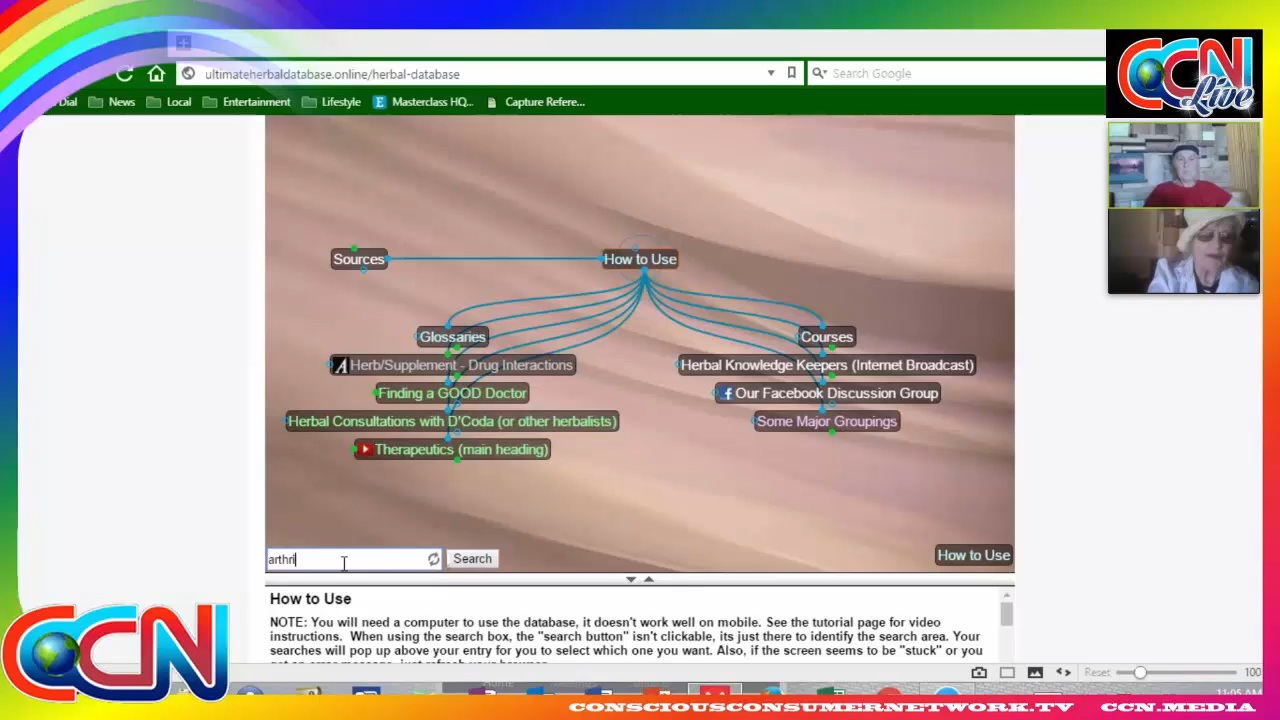 ultimateherbaldatabase.online/herbal-database
Search Google
Dial
News
Local
Entertainment
Lifestyle
Masterclass HQ...
Capture Refere...
CCN
Live
Sources
How to Use
Glossaries
Courses
Herb/Supplement - Drug Interactions
Herbal Knowledge Keepers (Internet Broadcast)
Finding a GOOD Doctor
Our Facebook Discussion Group
Herbal Consultations with D'Coda (or other herbalists)
Some Major Groupings
Therapeutics (main heading)
arthri
Search
How to Use
How to Use
NOTE: You will need a computer to use the database, it doesn't work well on mobile. See the tutorial page for video
instructions. When using the search box, the "search button" isn't clickable, its just there to identify the search area. Your
searches will pop up above your entry for you to select which one you want. Also, if the screen seems to be "stuck" or you
CCN
Reset
100
11:05 AM
CONSCIOUSCONSUMERNETWORK.TV CCN.MEDIA